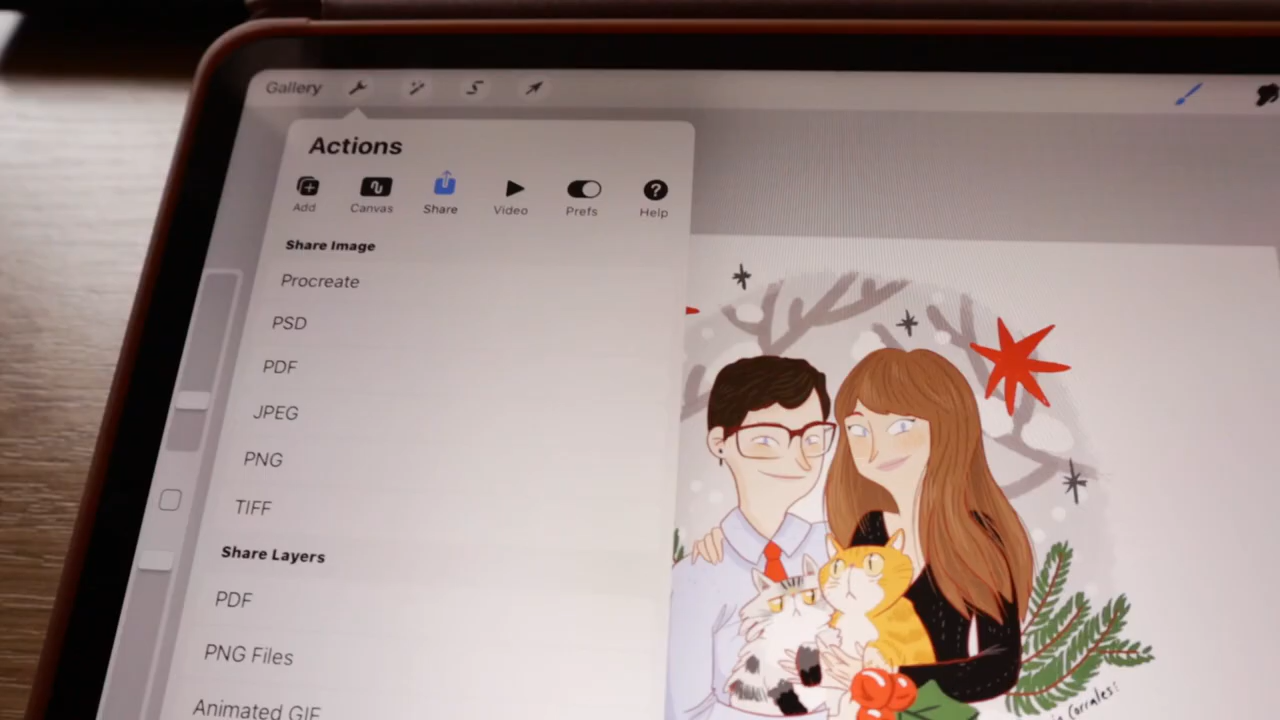 Gallery
Actions
Add Canvas Share Video Prefs Help
Share Image
Procreate
PSD
PDF
JPEG
PNG
TIFF
Share Layers
PDF
PNG Files
Animated GIF
Corrales